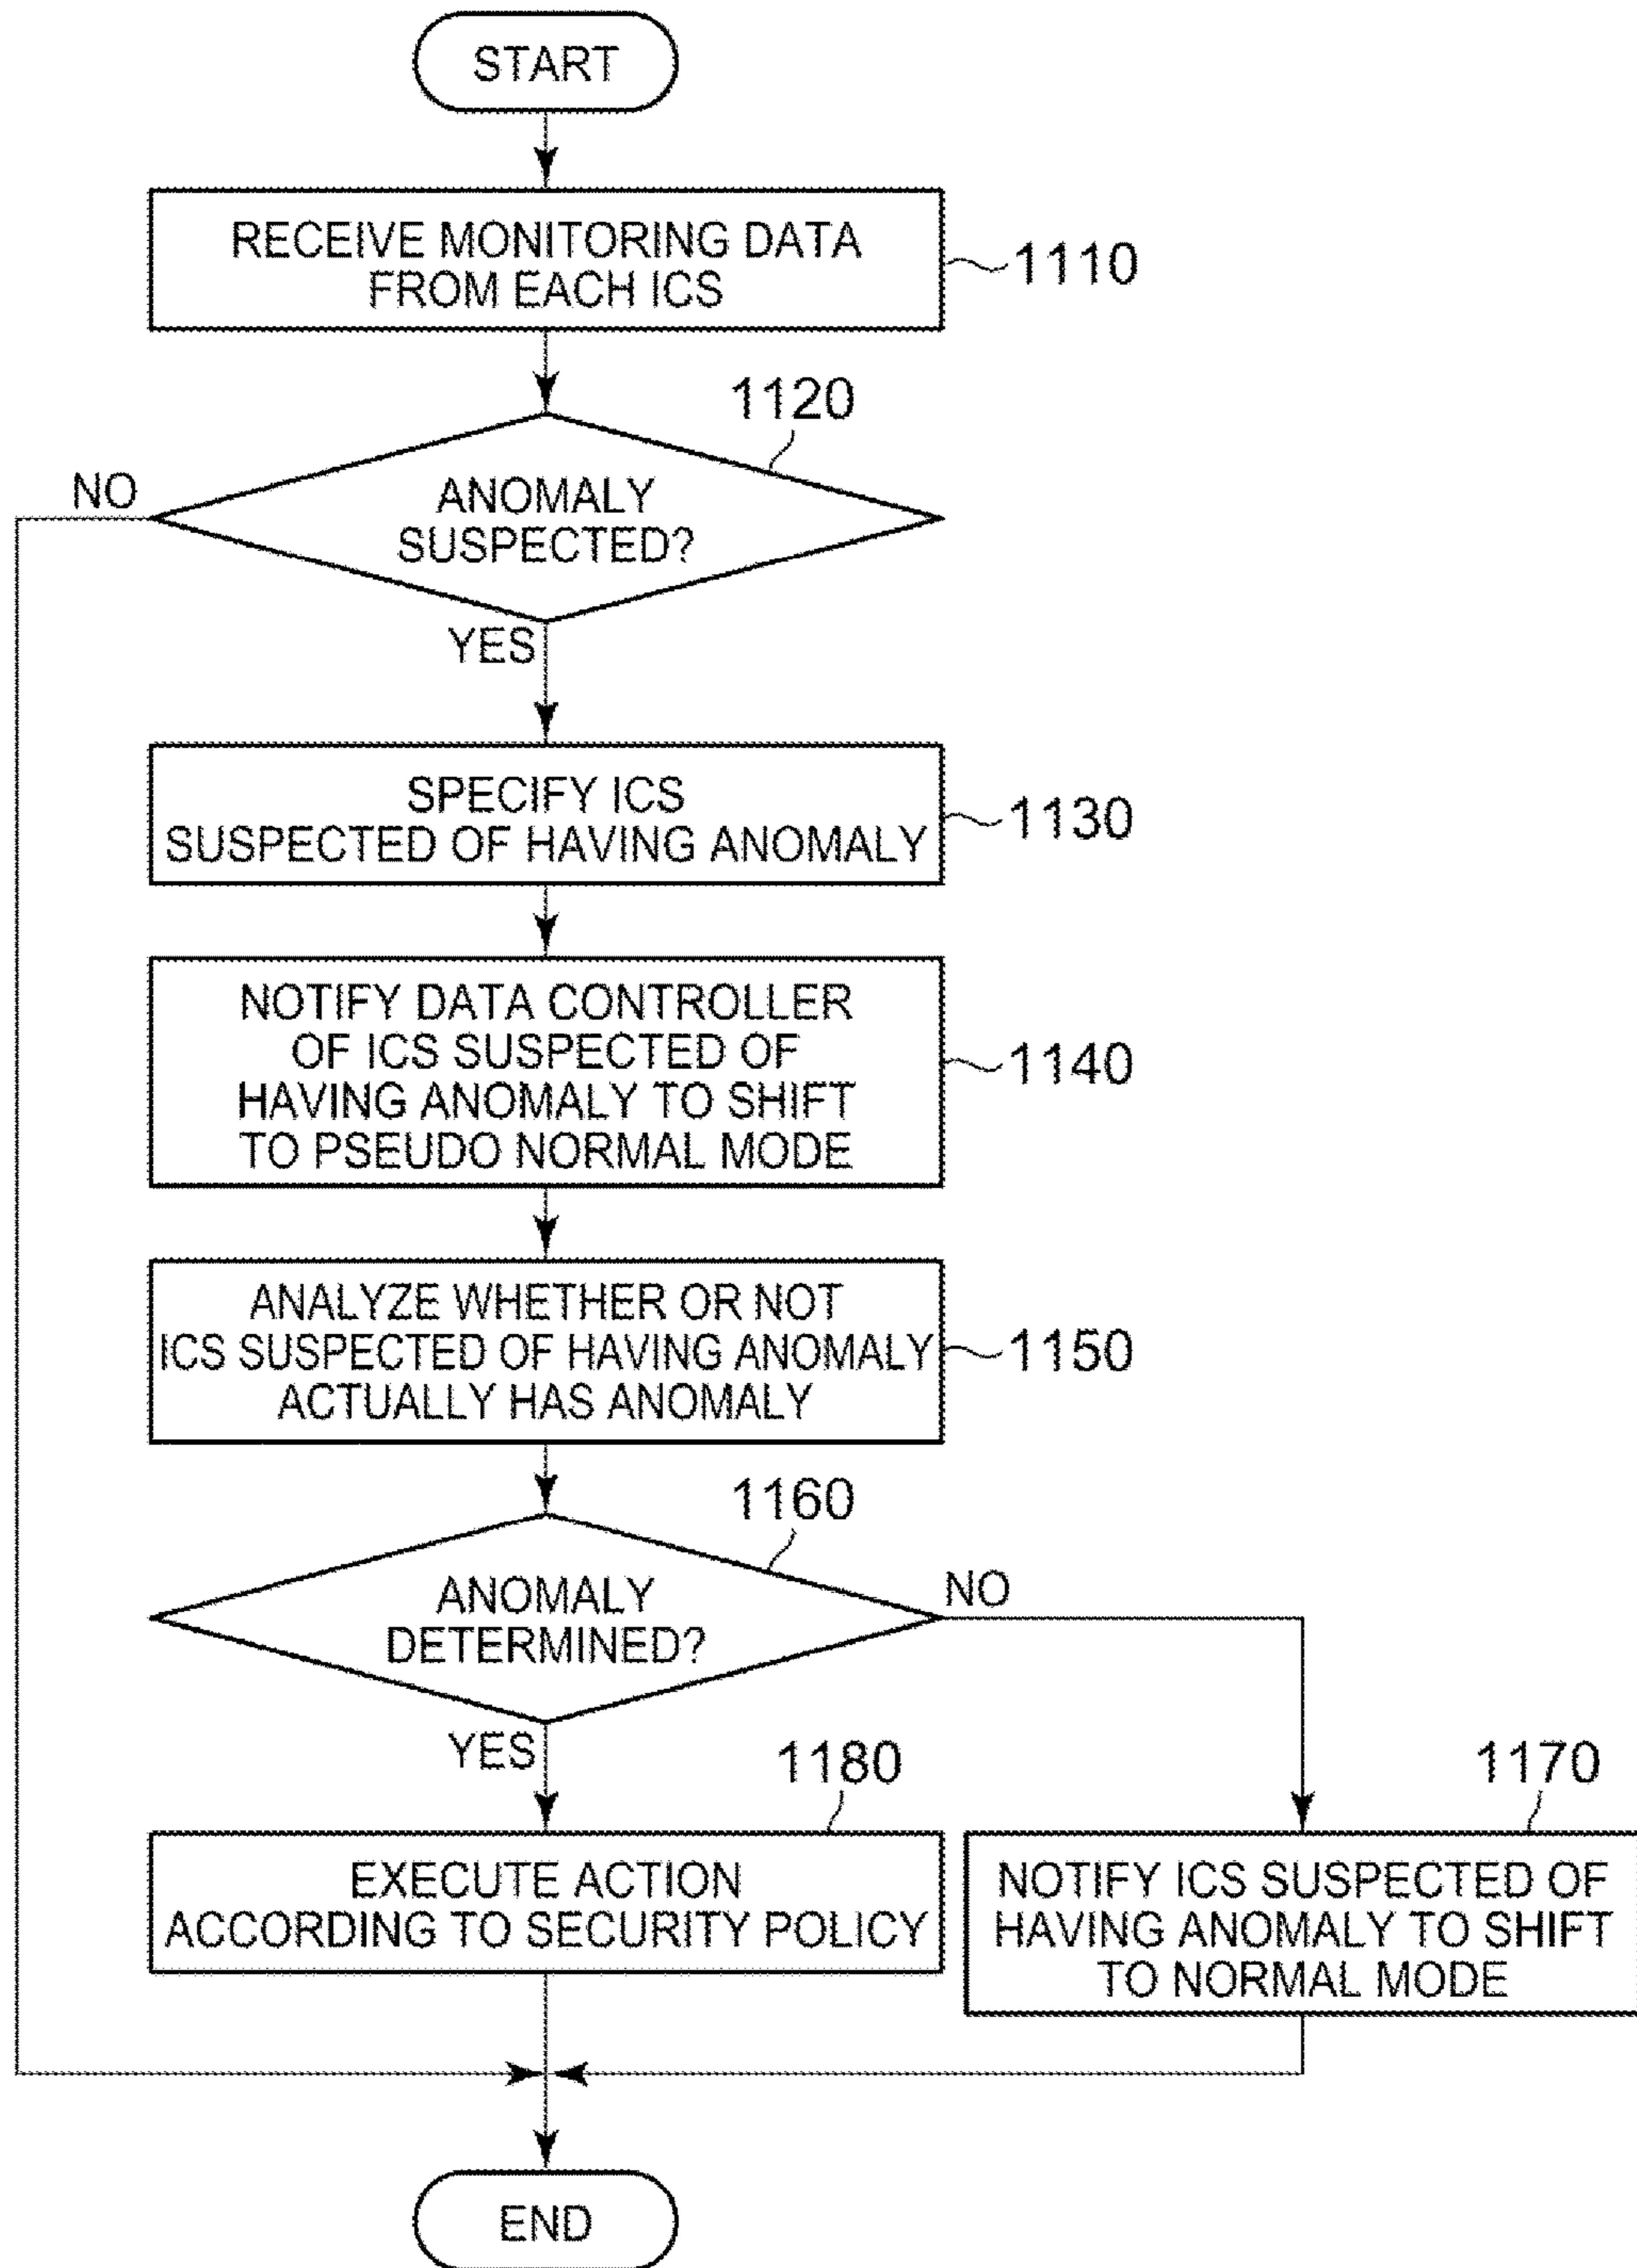 START
RECEIVE MONITORING DATA
FROM EACH ICS
1110
1120
NO
ANOMALY
SUSPECTED?
YES
SPECIFY ICS
SUSPECTED OF HAVING ANOMALY
1130
NOTIFY DATA CONTROLLER
OF ICS SUSPECTED OF
HAVING ANOMALY TO SHIFT
TO PSEUDO NORMAL MODE
1140
ANALYZE WHETHER OR NOT
ICS SUSPECTED OF HAVING ANOMALY
ACTUALLY HAS ANOMALY
1150
1160
ANOMALY
DETERMINED?
NO
YES
1180
EXECUTE ACTION
ACCORDING TO SECURITY POLICY
1170
NOTIFY ICS SUSPECTED OF
HAVING ANOMALY TO SHIFT
TO NORMAL MODE
END